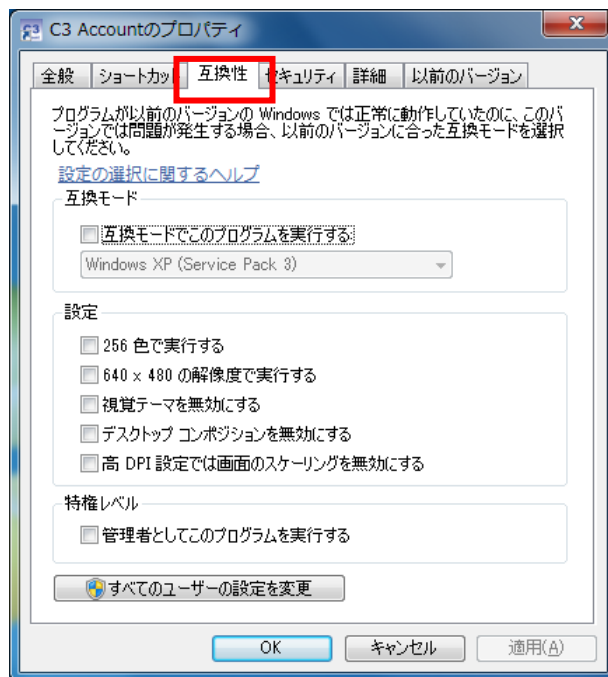 C3 Accountのプロパティ
全般 ショートカット 互換性 セキュリティ 詳細 以前のバージョン
プログラムが以前のバージョンの Windows では正常に動作していたのに、このバ
ージョンでは問題が発生する場合、以前のバージョンに合った互換モードを選択
してください。
設定の選択に関するヘルプ
互換モード
互換モードでこのプログラムを実行する:
Windows XP (Service Pack 3)
設定
256 色で実行する
640 x 480 の解像度で実行する
視覚テーマを無効にする
デスクトップ コンポジションを無効にする
高 DPI 設定では画面のスケーリングを無効にする
特権レベル
管理者としてこのプログラムを実行する
すべてのユーザーの設定を変更
OK キャンセル 適用(A)